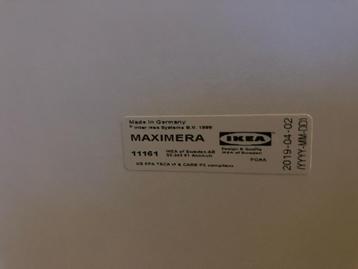 Made in Germany
© Inter IKEA Systems B.V. 1999
MAXIMERA
IKEA
Design & Quality
IKEA of Sweden
11161
IKEA of Sweden AB
US EPA TSCA VI & CARB P2 compliant
2019-04-02
(YYYY-MM-DD)